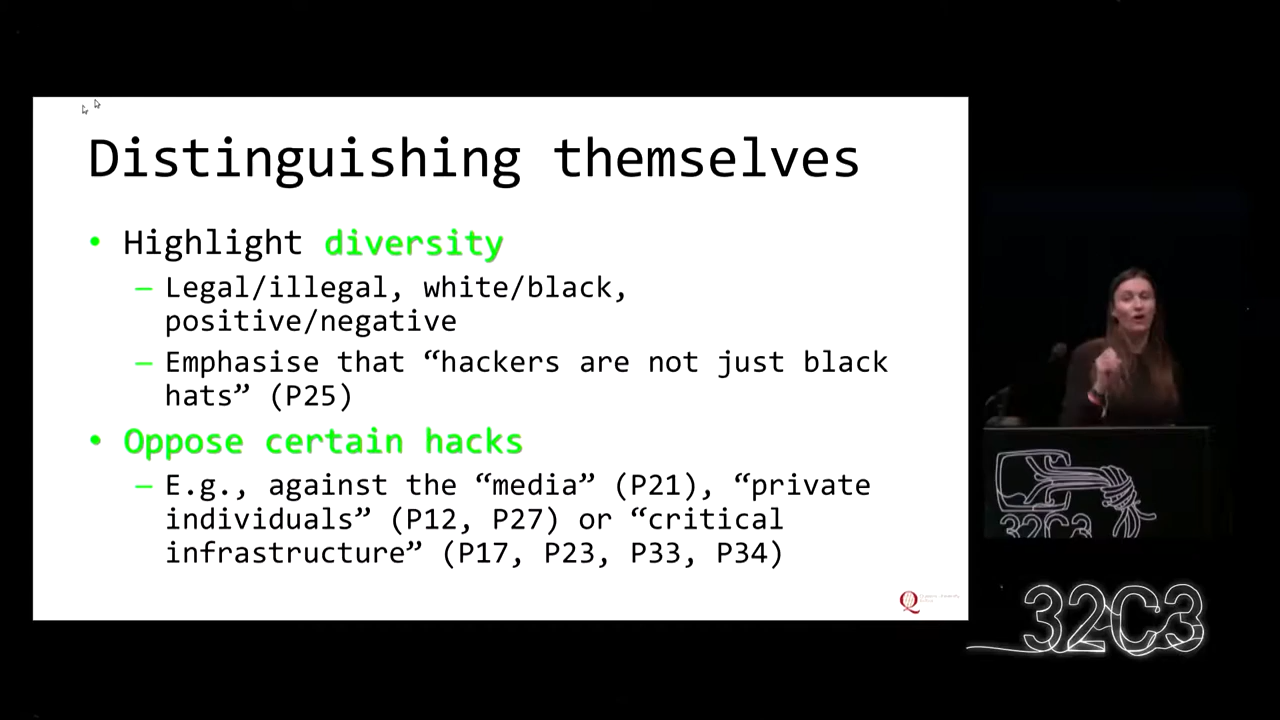 Distinguishing themselves
• Highlight diversity
– Legal/illegal, white/black,
positive/negative
– Emphasise that “hackers are not just black
hats” (P25)
• Oppose certain hacks
– E.g., against the “media” (P21), “private
individuals” (P12, P27) or “critical
infrastructure” (P17, P23, P33, P34)
Q
32C3
32C3